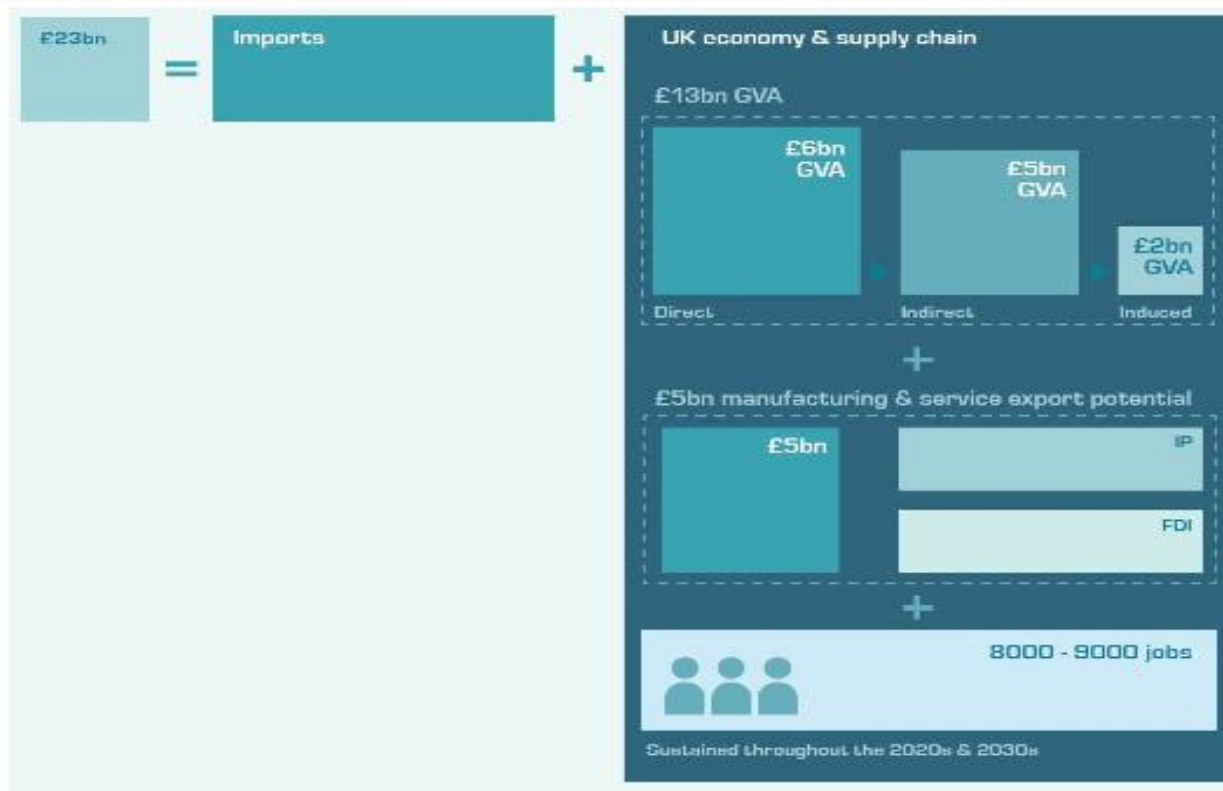 £23bn
=
Imports
+
UK economy & supply chain
£13bn GVA
£6bn
GVA
£5bn
GVA
£2bn
GVA
Direct
Indirect
Induced
+
£5bn manufacturing & service export potential
£5bn
IP
FDI
+
8000 - 9000 jobs
Sustained throughout the 2020s & 2030s